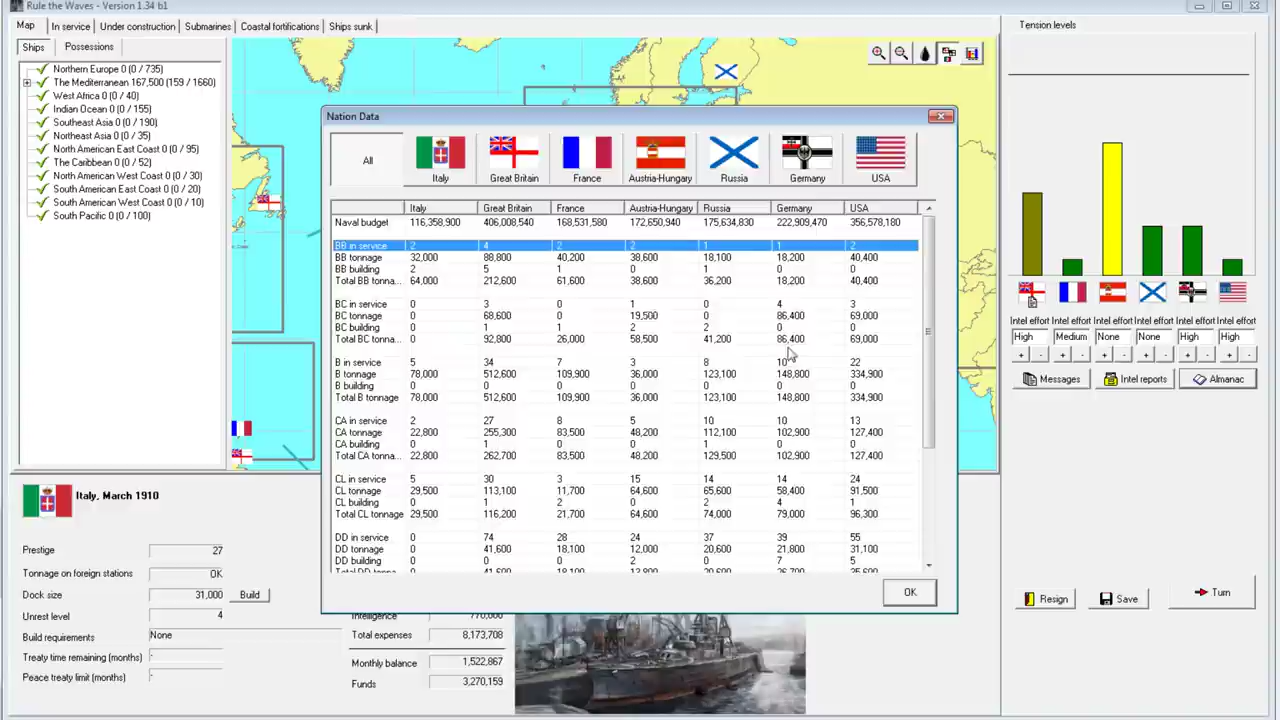 Rule the Waves - Version 1.34 b1
Map In service Under construction Submarines Coastal fortifications Ships sunk
Ships Possessions
Northern Europe 0 (0 / 735)
The Mediterranean 167,500 (159 / 1660)
West Africa 0 (0 / 40)
Indian Ocean 0 (0 / 155)
Southeast Asia 0 (0 / 190)
Northeast Asia 0 (0 / 35)
North American East Coast 0 (0 / 95)
The Caribbean 0 (0 / 52)
North American West Coast 0 (0 / 30)
South American East Coast 0 (0 / 20)
South American West Coast 0 (0 / 10)
South Pacific 0 (0 / 100)
Nation Data
All Italy Great Britain France Austria-Hungary Russia Germany USA
Italy Great Britain France Austria-Hungary Russia Germany USA
Naval budget 116,358,900 406,008,540 168,531,580 172,650,940 175,634,830 222,909,470 356,578,180
BB in service 2 4 2 2 1 1 2
BB tonnage 32,000 88,800 40,200 38,600 18,100 18,200 40,400
BB building 2 5 1 0 1 0 0
Total BB tonna... 64,000 212,600 61,600 38,600 36,200 18,200 40,400
BC in service 0 3 0 1 0 4 3
BC tonnage 0 68,600 0 19,500 0 86,400 69,000
BC building 0 1 1 2 2 0 0
Total BC tonna... 0 92,800 26,000 58,500 41,200 86,400 69,000
B in service 5 34 7 3 8 10 22
B tonnage 78,000 512,600 109,900 36,000 123,100 148,800 334,900
B building 0 0 0 0 0 0 0
Total B tonnage 78,000 512,600 109,900 36,000 123,100 148,800 334,900
CA in service 2 27 8 5 10 10 13
CA tonnage 22,800 255,300 83,500 48,200 112,100 102,900 127,400
CA building 0 1 0 0 1 0 0
Total CA tonna... 22,800 262,700 83,500 48,200 129,500 102,900 127,400
CL in service 5 30 3 15 14 14 24
CL tonnage 29,500 113,100 11,700 64,600 65,600 58,400 91,500
CL building 0 1 2 0 2 4 1
Total CL tonnage 29,500 116,200 21,700 64,600 74,000 79,000 96,300
DD in service 0 74 28 24 37 39 55
DD tonnage 0 41,600 18,100 12,000 20,600 21,800 31,100
DD building 0 0 0 2 0 7 5
OK
Tension levels
Intel effort Intel effort Intel effort Intel effort Intel effort Intel effort
High Medium None None High High
+ - + - + - + - + - + -
Messages Intel reports Almanac
Resign Save Turn
Italy, March 1910
Prestige 27
Tonnage on foreign stations OK
Dock size 31,000 Build
Unrest level 4
Build requirements None
Treaty time remaining (months) -
Peace treaty limit (months) -
Intelligence 770,000
Total expenses 8,173,708
Monthly balance 1,522,867
Funds 3,270,159